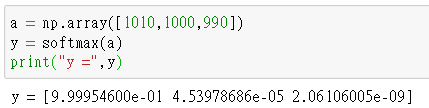 a = np.array([1010,1000,990])
y = softmax(a)
print("y =",y)
y = [9.99954600e-01 4.53978686e-05 2.06106005e-09]